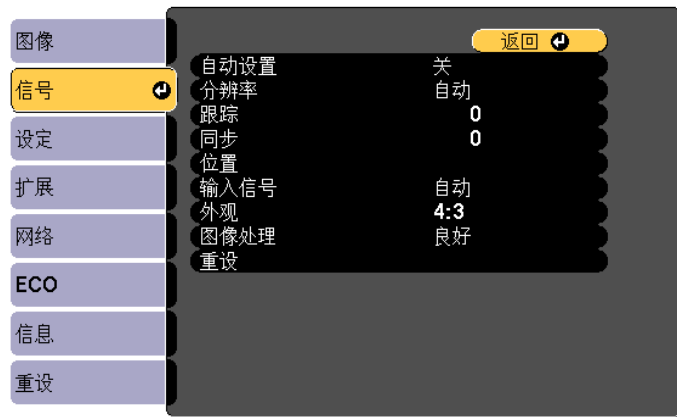 图像
信号
设定
扩展
网络
ECO
信息
重设
返回
自动设置 关
分辨率 自动
跟踪 0
同步 0
位置
输入信号 自动
外观 4:3
图像处理 良好
重设